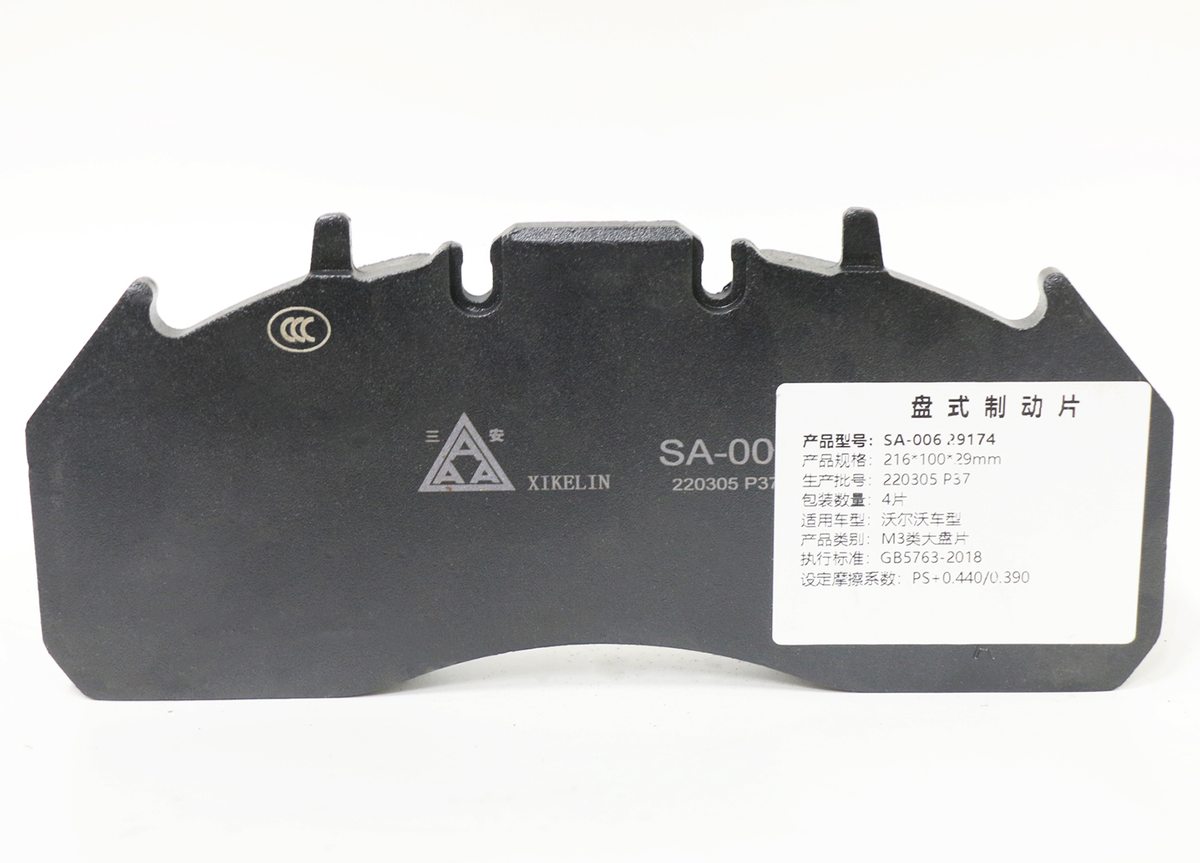 CCC
三 安
AAA
XIKELIN
SA-00
220305 P37
盘式制动片
产品型号：SA-006 29174
产品规格：216*100*29mm
生产批号：220305 P37
包装数量：4片
适用车型：沃尔沃车型
产品类别：M3类大盘片
执行标准：GB5763-2018
设定摩擦系数：PS+0.440/0.390